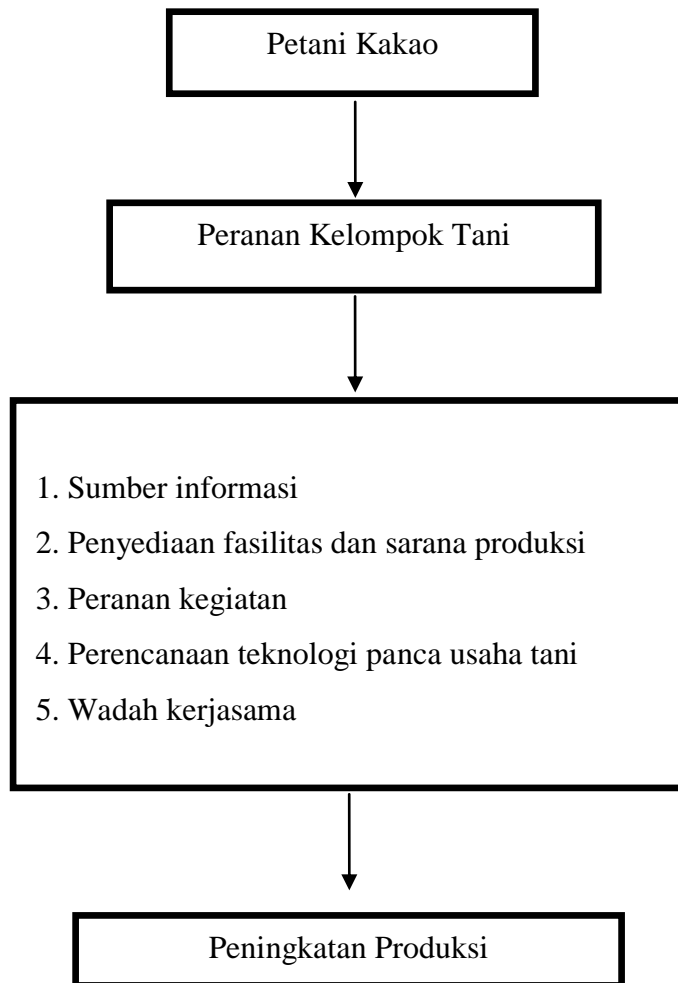 Petani Kakao
Peranan Kelompok Tani
1. Sumber informasi
2. Penyediaan fasilitas dan sarana produksi
3. Peranan kegiatan
4. Perencanaan teknologi panca usaha tani
5. Wadah kerjasama
Peningkatan Produksi